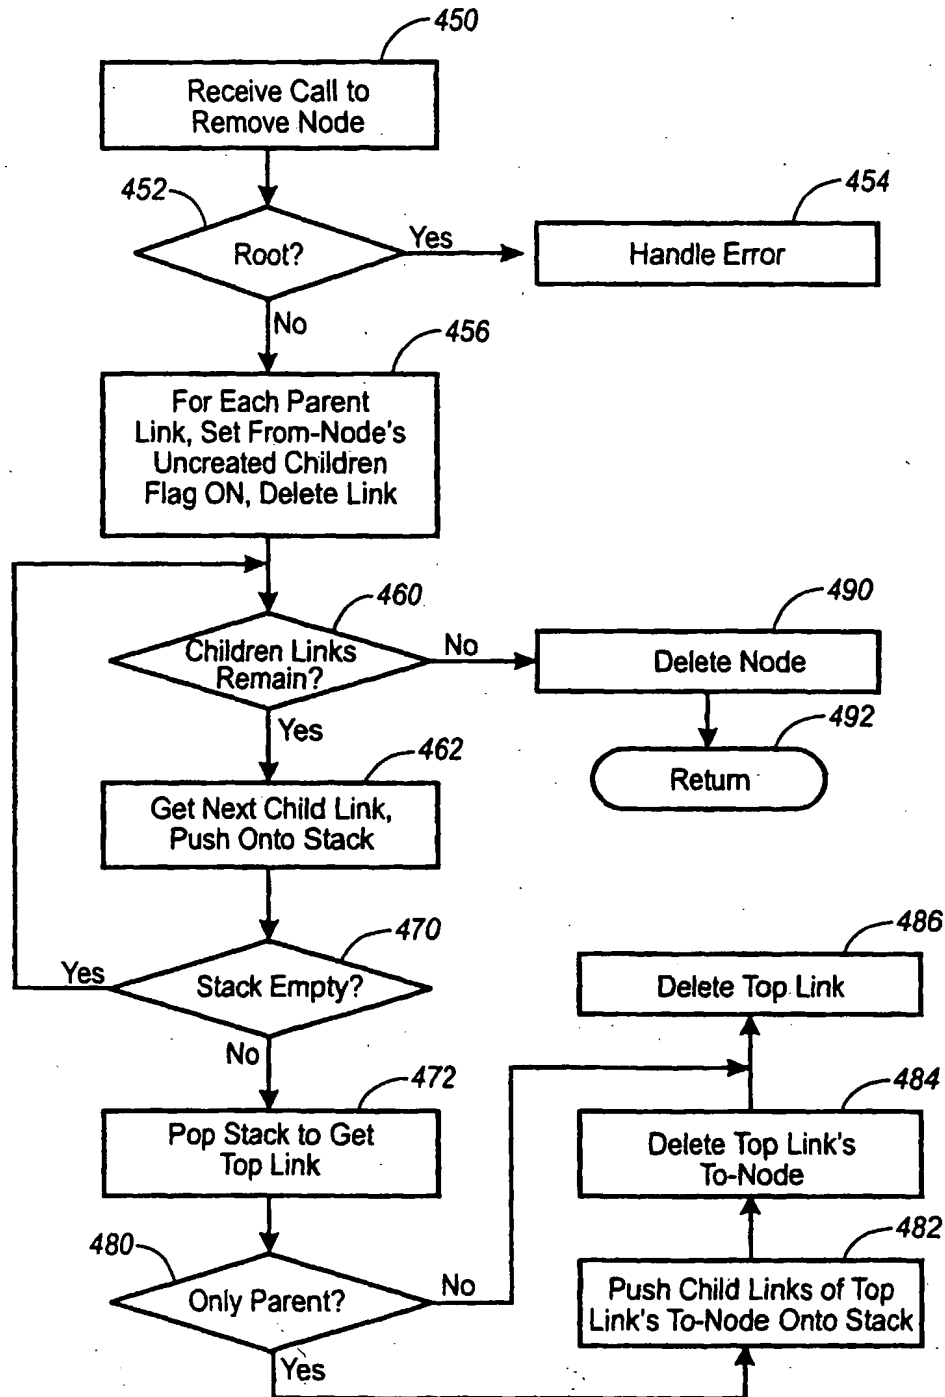 450
Receive Call to
Remove Node
452
Root?
Yes
454
Handle Error
No
456
For Each Parent
Link, Set From-Node's
Uncreated Children
Flag ON, Delete Link
460
Children Links
Remain?
No
490
Delete Node
492
Return
Yes
462
Get Next Child Link,
Push Onto Stack
470
Stack Empty?
Yes
No
472
Pop Stack to Get
Top Link
480
Only Parent?
No
Yes
486
Delete Top Link
484
Delete Top Link's
To-Node
482
Push Child Links of Top
Link's To-Node Onto Stack